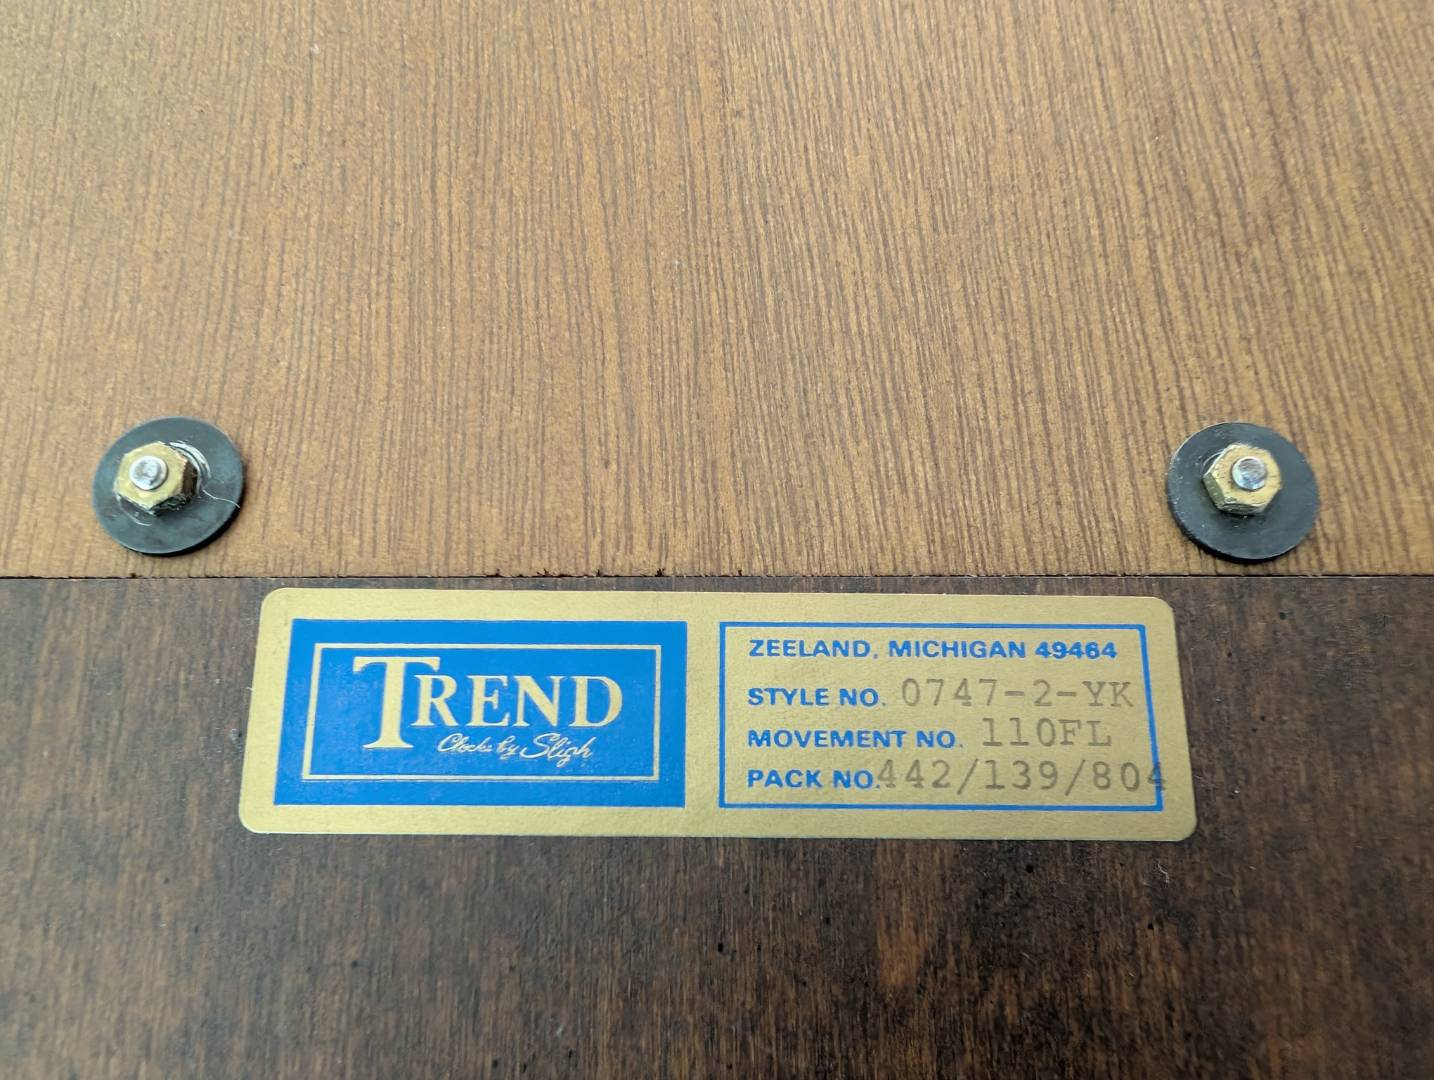 TREND
Clocks by Sligh
ZEELAND, MICHIGAN 49464
STYLE NO. 0747-2-YK
MOVEMENT NO. 110FL
PACK NO. 442/139/804